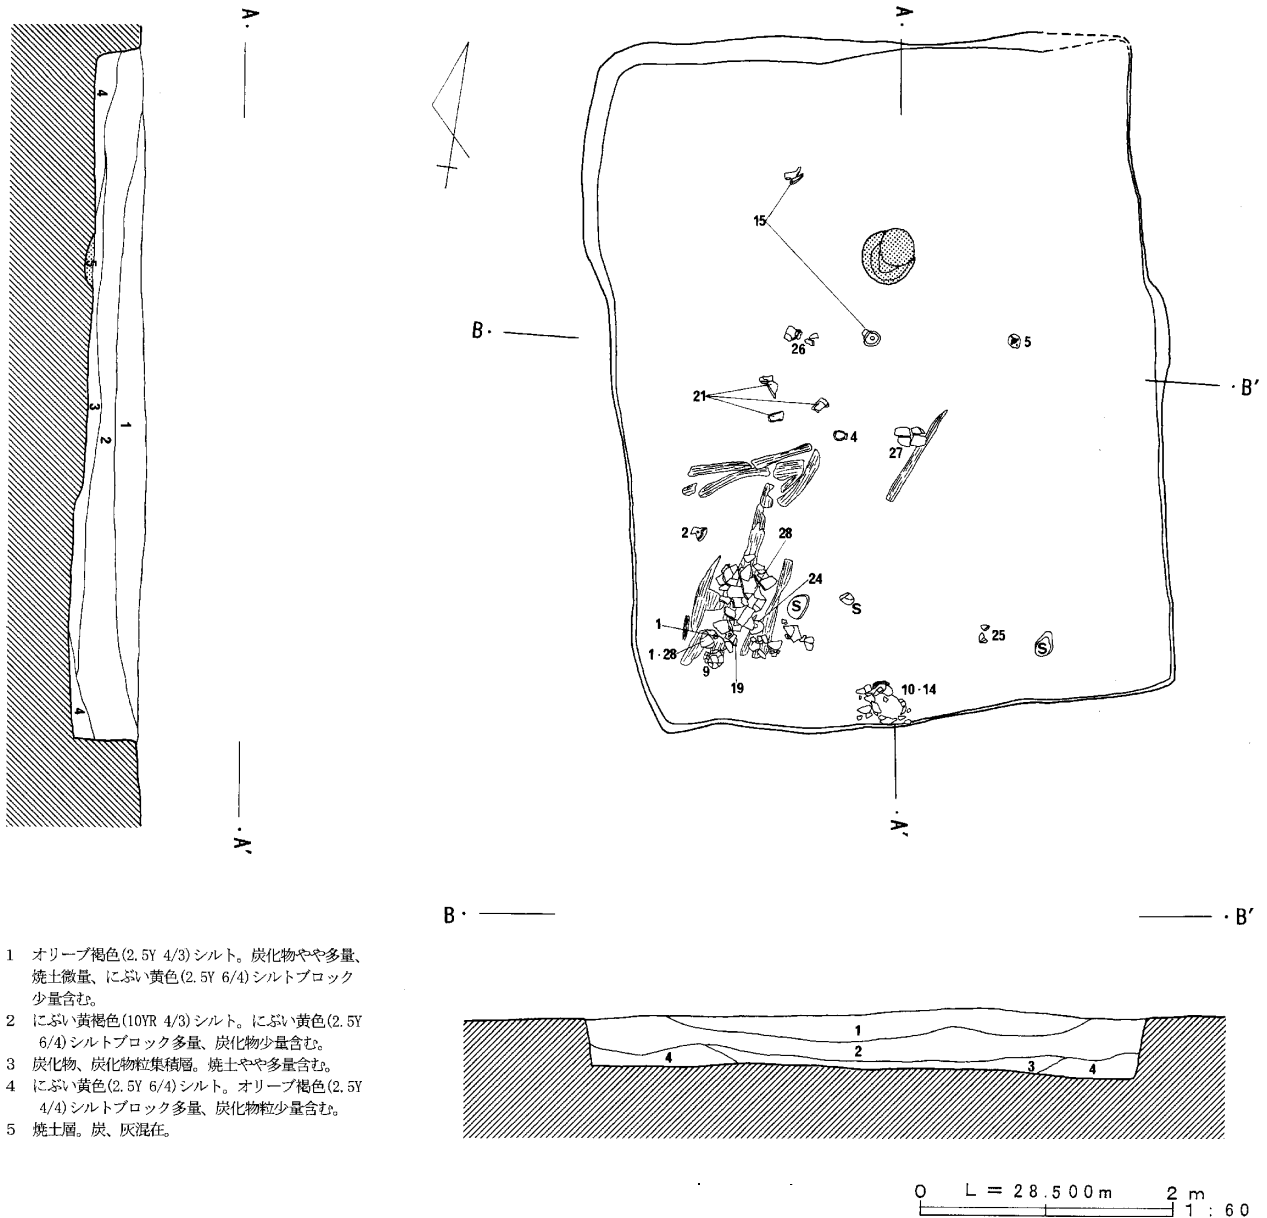 A・
・A'
4
5
3
2
1
4
A・
15
B・
26
5
・B'
21
4
27
2
28
24
S
S
1
1・28
25
S
9
19
10・14
・A'
B・
・B'
1
2
4
3
4
1 オリーブ褐色(2.5Y 4/3)シルト。炭化物やや多量、
焼土微量、にぶい黄色(2.5Y 6/4)シルトブロック
少量含む。
2 にぶい黄褐色(10YR 4/3)シルト。にぶい黄色(2.5Y
6/4)シルトブロック多量、炭化物少量含む。
3 炭化物、炭化物粒集積層。焼土やや多量含む。
4 にぶい黄色(2.5Y 6/4)シルト。オリーブ褐色(2.5Y
4/4)シルトブロック多量、炭化物粒少量含む。
5 焼土層。炭、灰混在。
0 L = 28.500m 2 m
1 : 60